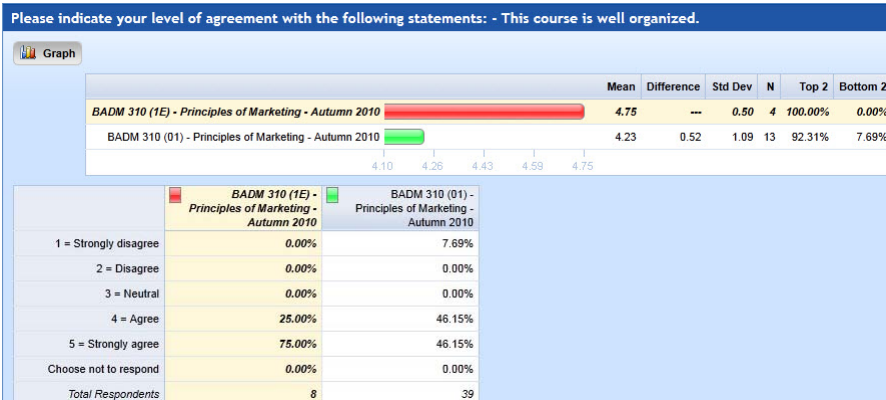 Please indicate your level of agreement with the following statements: - This course is well organized.
Graph
Mean Difference Std Dev N Top 2 Bottom 2
BADM 310 (1E) - Principles of Marketing - Autumn 2010 4.75 --- 0.50 4 100.00% 0.00%
BADM 310 (01) - Principles of Marketing - Autumn 2010 4.23 0.52 1.09 13 92.31% 7.69%
4.10 4.26 4.43 4.59 4.75
BADM 310 (1E) - BADM 310 (01) -
Principles of Marketing - Principles of Marketing -
Autumn 2010 Autumn 2010
1 = Strongly disagree 0.00% 7.69%
2 = Disagree 0.00% 0.00%
3 = Neutral 0.00% 0.00%
4 = Agree 25.00% 46.15%
5 = Strongly agree 75.00% 46.15%
Choose not to respond 0.00% 0.00%
Total Respondents 8 39